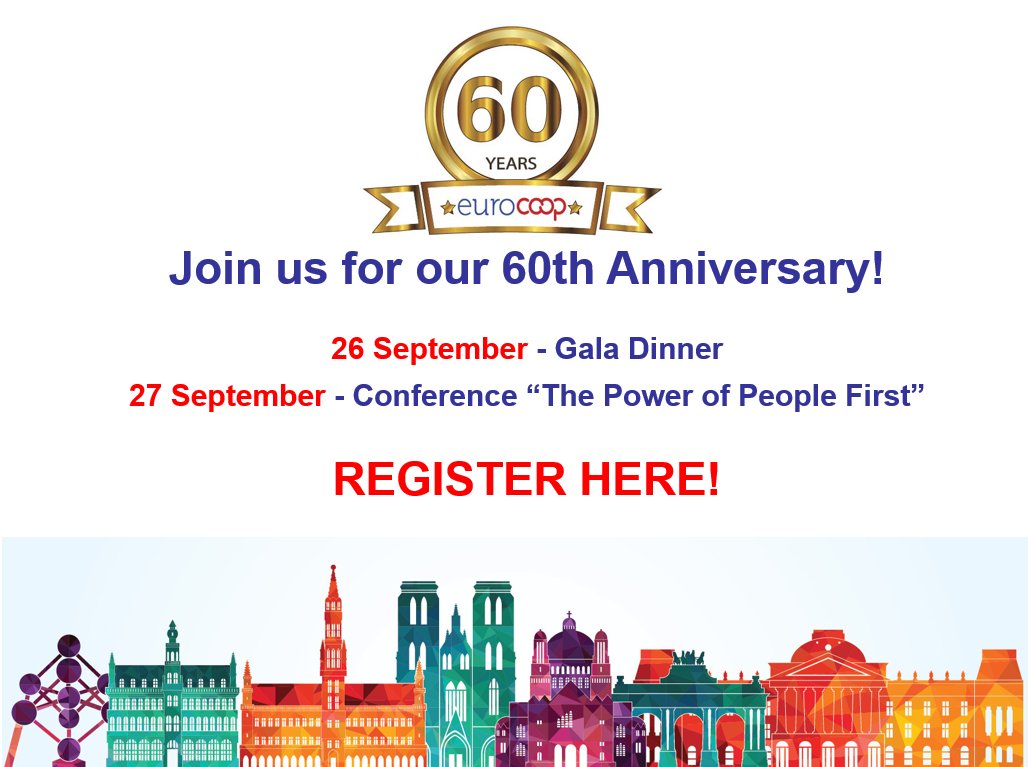 60
YEARS
eurocoop
Join us for our 60th Anniversary!
26 September - Gala Dinner
27 September - Conference “The Power of People First”
REGISTER HERE!